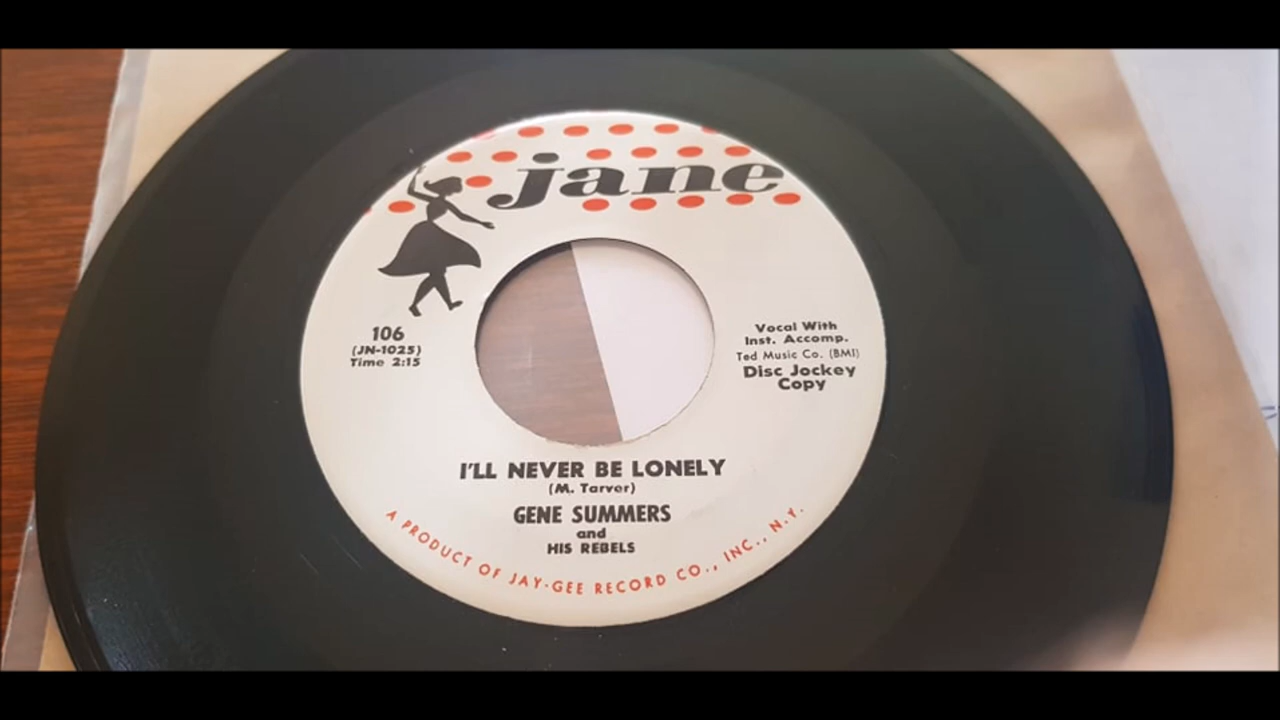 jane
106
(JN-1025)
Time 2:15
Vocal With
Inst. Accomp.
Ted Music Co. (BMI)
Disc Jockey
Copy
I'LL NEVER BE LONELY
(M. Tarver)
GENE SUMMERS
and
HIS REBELS
A PRODUCT OF JAY-GEE RECORD CO., INC., N.Y.